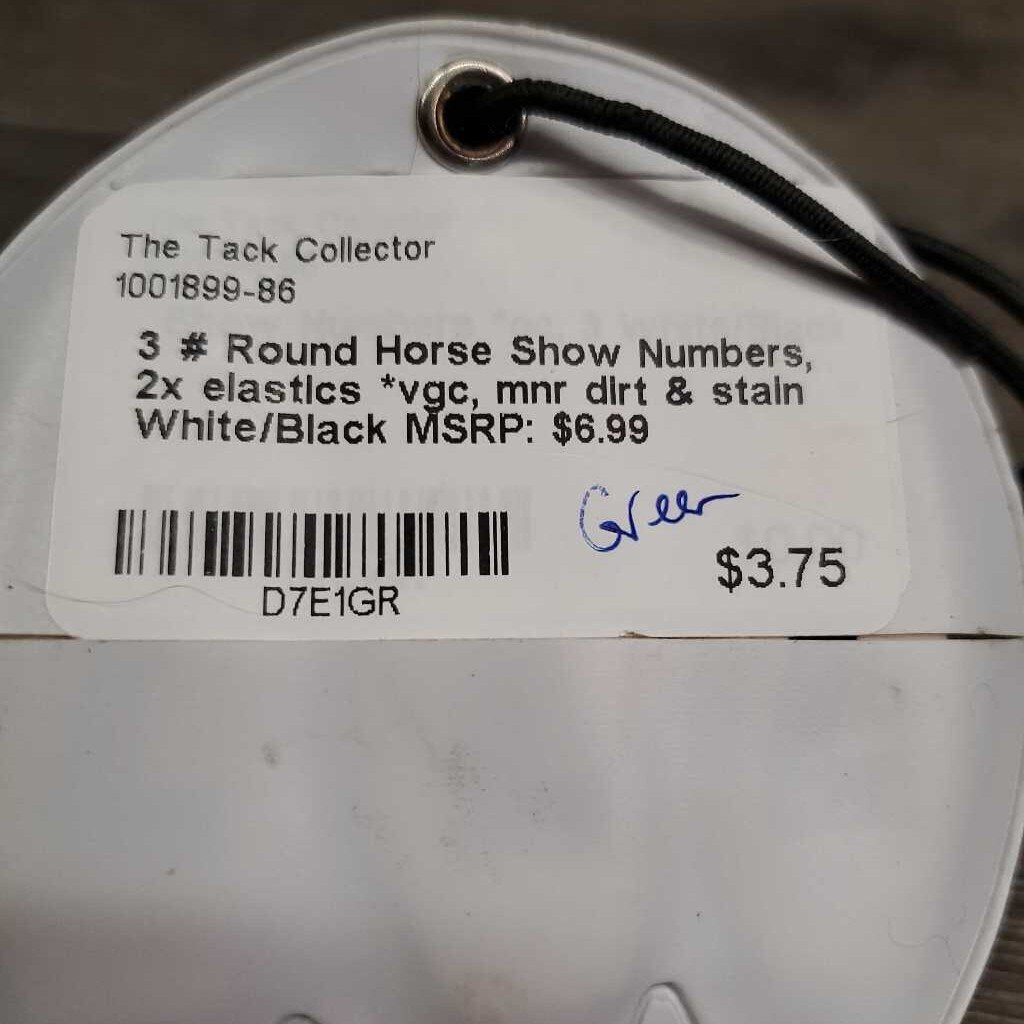 The Tack Collector
1001899-86
3 # Round Horse Show Numbers,
2x elastics *vgc, mnr dirt & stain
White/Black MSRP: $6.99
Green
$3.75
D7E1GR